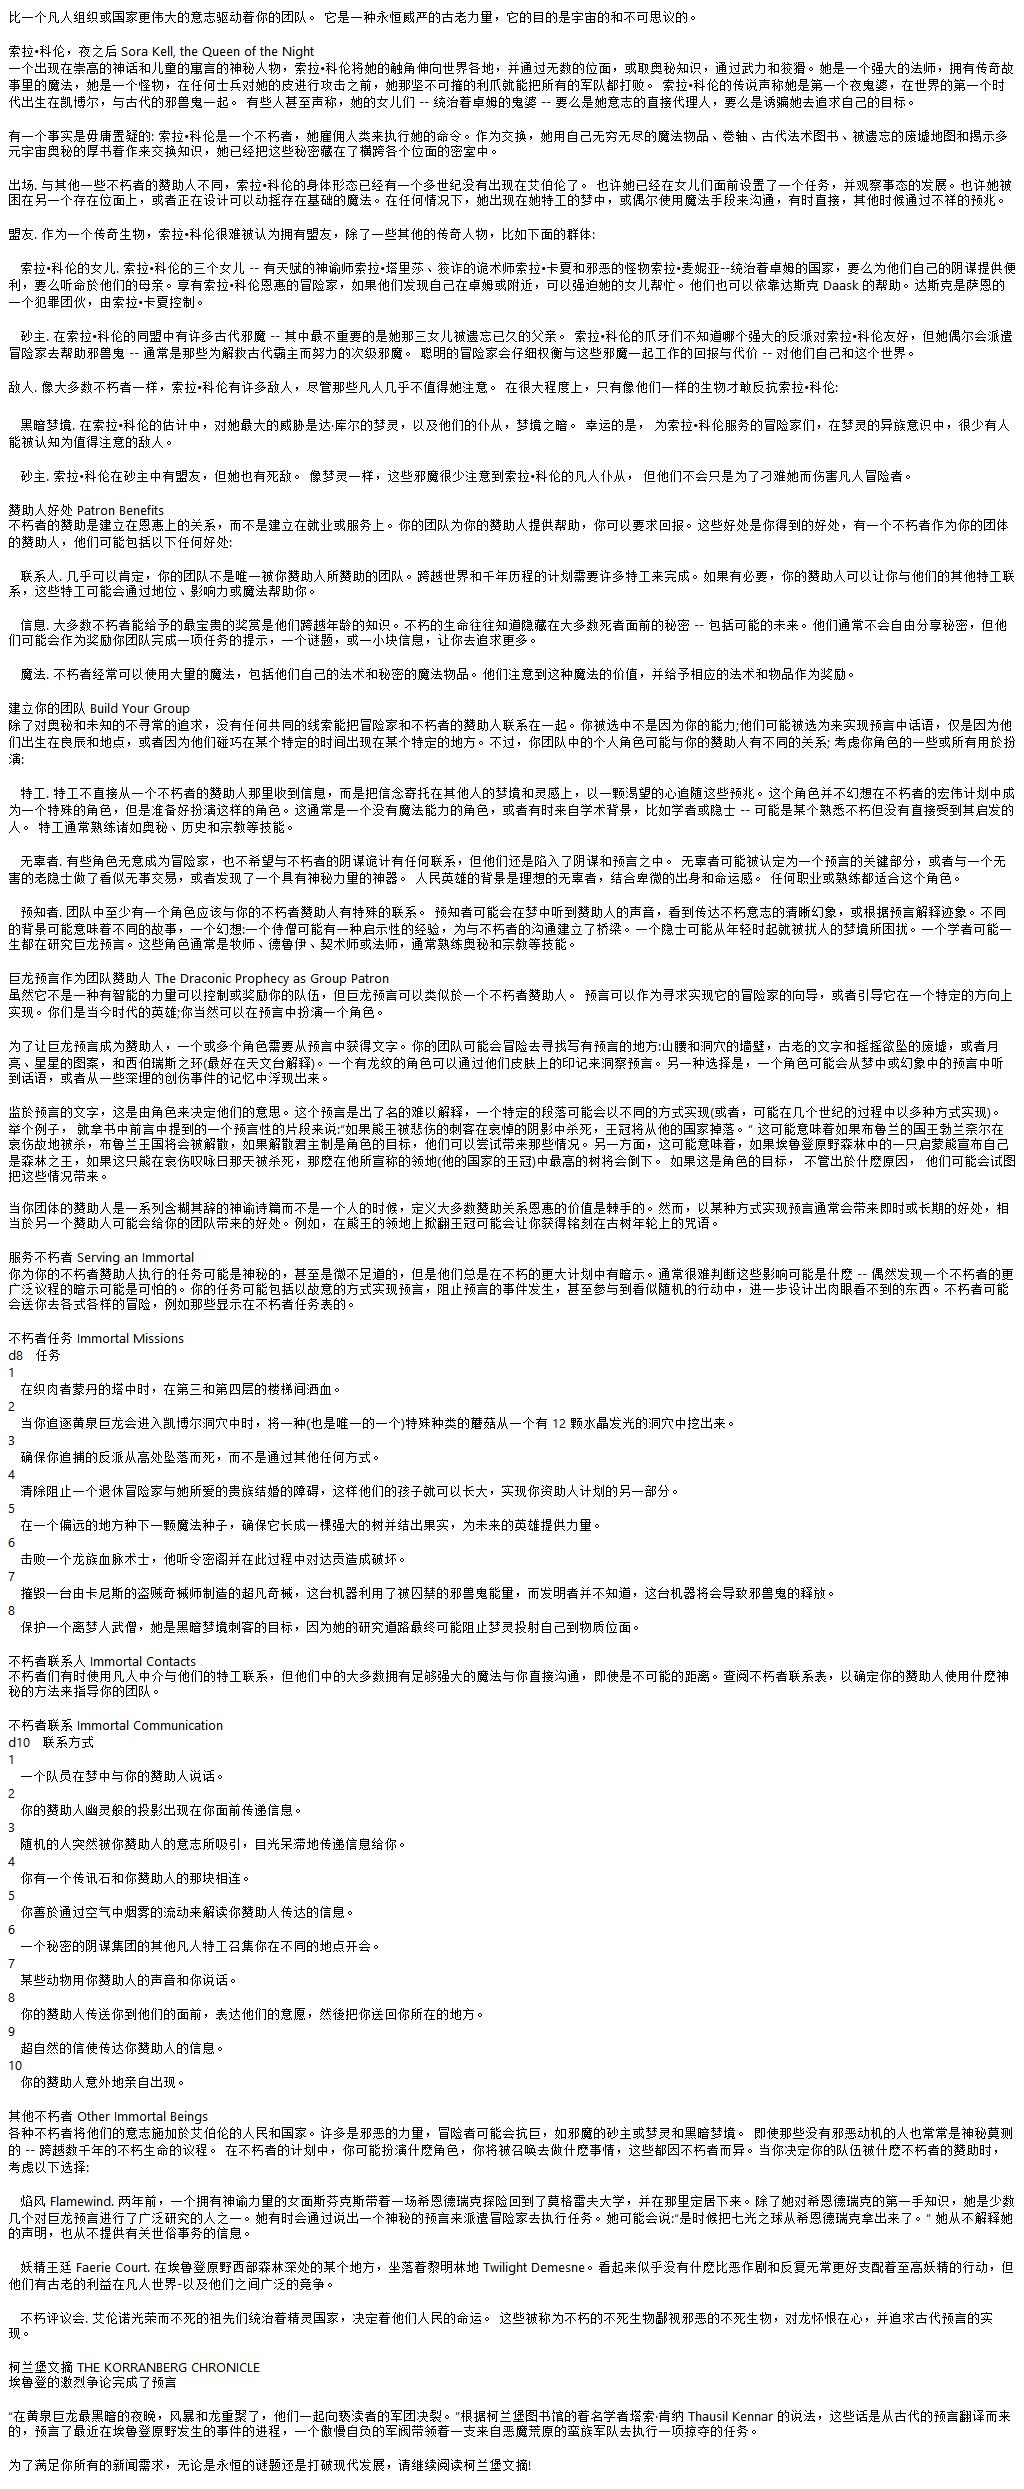 比一个凡人组织或国家更伟大的意志驱动着你的团队。 它是一种永恒威严的古老力量，它的目的是宇宙的和不可思议的。
索拉•科伦，夜之后 Sora Kell, the Queen of the Night
一个出现在崇高的神话和儿童的寓言的神秘人物，索拉•科伦将她的触角伸向世界各地，并通过无数的位面，或取奥秘知识，通过武力和狡猾。她是一个强大的法师，拥有传奇故
事里的魔法，她是一个怪物，在任何士兵对她的皮进行攻击之前，她那坚不可摧的利爪就能把所有的军队都打败。 索拉•科伦的传说声称她是第一个夜鬼婆，在世界的第一个时
代出生在凯博尔，与古代的邪兽鬼一起。 有些人甚至声称，她的女儿们 -- 统治着卓姆的鬼婆 -- 要么是她意志的直接代理人，要么是诱骗她去追求自己的目标。
有一个事实是毋庸置疑的: 索拉•科伦是一个不朽者，她雇佣人类来执行她的命令。作为交换，她用自己无穷无尽的魔法物品、卷轴、古代法术图书、被遗忘的废墟地图和揭示多
元宇宙奥秘的厚书着作来交换知识，她已经把这些秘密藏在了横跨各个位面的密室中。
出场. 与其他一些不朽者的赞助人不同，索拉•科伦的身体形态已经有一个多世纪没有出现在艾伯伦了。 也许她已经在女儿们面前设置了一个任务，并观察事态的发展。也许她被
困在另一个存在位面上，或者正在设计可以动摇存在基础的魔法。在任何情况下，她出现在她特工的梦中，或偶尔使用魔法手段来沟通，有时直接，其他时候通过不祥的预兆。
盟友. 作为一个传奇生物，索拉•科伦很难被认为拥有盟友，除了一些其他的传奇人物，比如下面的群体:
索拉•科伦的女儿. 索拉•科伦的三个女儿 -- 有天赋的神谕师索拉•塔里莎、狡诈的诡术师索拉•卡夏和邪恶的怪物索拉•麦妮亚--统治着卓姆的国家，要么为他们自己的阴谋提供便
利，要么听命於他们的母亲。享有索拉•科伦恩惠的冒险家，如果他们发现自己在卓姆或附近，可以强迫她的女儿帮忙。他们也可以依靠达斯克 Daask 的帮助。达斯克是萨恩的
一个犯罪团伙，由索拉•卡夏控制。
砂主. 在索拉•科伦的同盟中有许多古代邪魔 -- 其中最不重要的是她那三女儿被遗忘已久的父亲。 索拉•科伦的爪牙们不知道哪个强大的反派对索拉•科伦友好，但她偶尔会派遣
冒险家去帮助邪兽鬼 -- 通常是那些为解救古代霸主而努力的次级邪魔。 聪明的冒险家会仔细权衡与这些邪魔一起工作的回报与代价 -- 对他们自己和这个世界。
敌人. 像大多数不朽者一样，索拉•科伦有许多敌人，尽管那些凡人几乎不值得她注意。 在很大程度上，只有像他们一样的生物才敢反抗索拉•科伦:
黑暗梦境. 在索拉•科伦的估计中，对她最大的威胁是达·库尔的梦灵，以及他们的仆从，梦境之暗。 幸运的是， 为索拉•科伦服务的冒险家们，在梦灵的异族意识中，很少有人
能被认知为值得注意的敌人。
砂主. 索拉•科伦在砂主中有盟友，但她也有死敌。 像梦灵一样，这些邪魔很少注意到索拉•科伦的凡人仆从， 但他们不会只是为了刁难她而伤害凡人冒险者。
赞助人好处 Patron Benefits
不朽者的赞助是建立在恩惠上的关系，而不是建立在就业或服务上。你的团队为你的赞助人提供帮助，你可以要求回报。这些好处是你得到的好处，有一个不朽者作为你的团体
的赞助人，他们可能包括以下任何好处:
联系人. 几乎可以肯定，你的团队不是唯一被你赞助人所赞助的团队。跨越世界和千年历程的计划需要许多特工来完成。如果有必要，你的赞助人可以让你与他们的其他特工联
系，这些特工可能会通过地位、影响力或魔法帮助你。
信息. 大多数不朽者能给予的最宝贵的奖赏是他们跨越年龄的知识。不朽的生命往往知道隐藏在大多数死者面前的秘密 -- 包括可能的未来。他们通常不会自由分享秘密，但他
们可能会作为奖励你团队完成一项任务的提示，一个谜题，或一小块信息，让你去追求更多。
魔法. 不朽者经常可以使用大量的魔法，包括他们自己的法术和秘密的魔法物品。他们注意到这种魔法的价值，并给予相应的法术和物品作为奖励。
建立你的团队 Build Your Group
除了对奥秘和未知的不寻常的追求，没有任何共同的线索能把冒险家和不朽者的赞助人联系在一起。你被选中不是因为你的能力;他们可能被选为来实现预言中话语，仅是因为他
们出生在良辰和地点，或者因为他们碰巧在某个特定的时间出现在某个特定的地方。不过，你团队中的个人角色可能与你的赞助人有不同的关系; 考虑你角色的一些或所有用於扮
演:
特工. 特工不直接从一个不朽者的赞助人那里收到信息，而是把信念寄托在其他人的梦境和灵感上，以一颗渴望的心追随这些预兆。这个角色并不幻想在不朽者的宏伟计划中成
为一个特殊的角色，但是准备好扮演这样的角色。这通常是一个没有魔法能力的角色，或者有时来自学术背景，比如学者或隐士 -- 可能是某个熟悉不朽但没有直接受到其启发的
人。 特工通常熟练诸如奥秘、历史和宗教等技能。
无辜者. 有些角色无意成为冒险家，也不希望与不朽者的阴谋诡计有任何联系，但他们还是陷入了阴谋和预言之中。 无辜者可能被认定为一个预言的关键部分，或者与一个无
害的老隐士做了看似无事交易，或者发现了一个具有神秘力量的神器。 人民英雄的背景是理想的无辜者，结合卑微的出身和命运感。 任何职业或熟练都适合这个角色。
预知者. 团队中至少有一个角色应该与你的不朽者赞助人有特殊的联系。 预知者可能会在梦中听到赞助人的声音，看到传达不朽意志的清晰幻象，或根据预言解释迹象。不同
的背景可能意味着不同的故事，一个幻想:一个侍僧可能有一种启示性的经验，为与不朽者的沟通建立了桥梁。一个隐士可能从年轻时起就被扰人的梦境所困扰。一个学者可能一
生都在研究巨龙预言。这些角色通常是牧师、德鲁伊、契术师或法师，通常熟练奥秘和宗教等技能。
巨龙预言作为团队赞助人 The Draconic Prophecy as Group Patron
虽然它不是一种有智能的力量可以控制或奖励你的队伍，但巨龙预言可以类似於一个不朽者赞助人。 预言可以作为寻求实现它的冒险家的向导，或者引导它在一个特定的方向上
实现。你们是当今时代的英雄;你当然可以在预言中扮演一个角色。
为了让巨龙预言成为赞助人，一个或多个角色需要从预言中获得文字。你的团队可能会冒险去寻找写有预言的地方:山腰和洞穴的墙壁，古老的文字和摇摇欲坠的废墟，或者月
亮、星星的图案，和西伯瑞斯之环(最好在天文台解释)。一个有龙纹的角色可以通过他们皮肤上的印记来洞察预言。另一种选择是，一个角色可能会从梦中或幻象中的预言中听
到话语，或者从一些深埋的创伤事件的记忆中浮现出来。
监於预言的文字，这是由角色来决定他们的意思。这个预言是出了名的难以解释，一个特定的段落可能会以不同的方式实现(或者，可能在几个世纪的过程中以多种方式实现)。
举个例子， 就拿书中前言中提到的一个预言性的片段来说:“如果熊王被悲伤的刺客在哀悼的阴影中杀死，王冠将从他的国家掉落。” 这可能意味着如果布鲁兰的国王勃兰奈尔在
哀伤故地被杀，布鲁兰王国将会被解散，如果解散君主制是角色的目标，他们可以尝试带来那些情况。另一方面，这可能意味着，如果埃鲁登原野森林中的一只启蒙熊宣布自己
是森林之王，如果这只熊在哀伤叹咏日那天被杀死，那麽在他所宣称的领地(他的国家的王冠)中最高的树将会倒下。 如果这是角色的目标， 不管出於什麽原因， 他们可能会试图
把这些情况带来。
当你团体的赞助人是一系列含糊其辞的神谕诗篇而不是一个人的时候，定义大多数赞助关系恩惠的价值是棘手的。然而，以某种方式实现预言通常会带来即时或长期的好处，相
当於另一个赞助人可能会给你的团队带来的好处。例如，在熊王的领地上掀翻王冠可能会让你获得铭刻在古树年轮上的咒语。
服务不朽者 Serving an Immortal
你为你的不朽者赞助人执行的任务可能是神秘的，甚至是微不足道的，但是他们总是在不朽的更大计划中有暗示。通常很难判断这些影响可能是什麽 -- 偶然发现一个不朽者的更
广泛议程的暗示可能是可怕的。你的任务可能包括以故意的方式实现预言，阻止预言的事件发生，甚至参与到看似随机的行动中，进一步设计出肉眼看不到的东西。不朽者可能
会送你去各式各样的冒险，例如那些显示在不朽者任务表的。
不朽者任务 Immortal Missions
d8 任务
1
在织肉者蒙丹的塔中时，在第三和第四层的楼梯间洒血。
2
当你追逐黄泉巨龙会进入凯博尔洞穴中时，将一种(也是唯一的一个)特殊种类的蘑菇从一个有 12 颗水晶发光的洞穴中挖出来。
3
确保你追捕的反派从高处坠落而死，而不是通过其他任何方式。
4
清除阻止一个退休冒险家与她所爱的贵族结婚的障碍，这样他们的孩子就可以长大，实现你资助人计划的另一部分。
5
在一个偏远的地方种下一颗魔法种子，确保它长成一棵强大的树并结出果实，为未来的英雄提供力量。
6
击败一个龙族血脉术士，他听令密阁并在此过程中对达贡造成破坏。
7
摧毁一台由卡尼斯的盗贼奇械师制造的超凡奇械，这台机器利用了被囚禁的邪兽鬼能量，而发明者并不知道，这台机器将会导致邪兽鬼的释放。
8
保护一个离梦人武僧，她是黑暗梦境刺客的目标，因为她的研究道路最终可能阻止梦灵投射自己到物质位面。
不朽者联系人 Immortal Contacts
不朽者们有时使用凡人中介与他们的特工联系，但他们中的大多数拥有足够强大的魔法与你直接沟通，即使是不可能的距离。查阅不朽者联系表，以确定你的赞助人使用什麽神
秘的方法来指导你的团队。
不朽者联系 Immortal Communication
d10 联系方式
1
一个队员在梦中与你的赞助人说话。
2
你的赞助人幽灵般的投影出现在你面前传递信息。
3
随机的人突然被你赞助人的意志所吸引，目光呆滞地传递信息给你。
4
你有一个传讯石和你赞助人的那块相连。
5
你善於通过空气中烟雾的流动来解读你赞助人传达的信息。
6
一个秘密的阴谋集团的其他凡人特工召集你在不同的地点开会。
7
某些动物用你赞助人的声音和你说话。
8
你的赞助人传送你到他们的面前，表达他们的意愿，然後把你送回你所在的地方。
9
超自然的信使传达你赞助人的信息。
10
你的赞助人意外地亲自出现。
其他不朽者 Other Immortal Beings
各种不朽者将他们的意志施加於艾伯伦的人民和国家。许多是邪恶的力量，冒险者可能会抗巨，如邪魔的砂主或梦灵和黑暗梦境。 即使那些没有邪恶动机的人也常常是神秘莫测
的 -- 跨越数千年的不朽生命的议程。 在不朽者的计划中，你可能扮演什麽角色，你将被召唤去做什麽事情，这些都因不朽者而异。当你决定你的队伍被什麽不朽者的赞助时，
考虑以下选择:
焰风 Flamewind. 两年前，一个拥有神谕力量的女面斯芬克斯带着一场希恩德瑞克探险回到了莫格雷夫大学，并在那里定居下来。除了她对希恩德瑞克的第一手知识，她是少数
几个对巨龙预言进行了广泛研究的人之一。她有时会通过说出一个神秘的预言来派遣冒险家去执行任务。她可能会说:“是时候把七光之球从希恩德瑞克拿出来了。” 她从不解释她
的声明，也从不提供有关世俗事务的信息。
妖精王廷 Faerie Court. 在埃鲁登原野西部森林深处的某个地方，坐落着黎明林地 Twilight Demesne。看起来似乎没有什麽比恶作剧和反复无常更好支配着至高妖精的行动，但
他们有古老的利益在凡人世界-以及他们之间广泛的竞争。
不朽评议会. 艾伦诺光荣而不死的祖先们统治着精灵国家，决定着他们人民的命运。 这些被称为不朽的不死生物鄙视邪恶的不死生物，对龙怀恨在心，并追求古代预言的实
现。
柯兰堡文摘 THE KORRANBERG CHRONICLE
埃鲁登的激烈争论完成了预言
“在黄泉巨龙最黑暗的夜晚，风暴和龙重聚了，他们一起向亵渎者的军团决裂。”根据柯兰堡图书馆的着名学者塔索·肯纳 Thausil Kennar 的说法，这些话是从古代的预言翻译而来
的，预言了最近在埃鲁登原野发生的事件的进程，一个傲慢自负的军阀带领着一支来自恶魔荒原的蛮族军队去执行一项掠夺的任务。
为了满足你所有的新闻需求，无论是永恒的谜题还是打破现代发展，请继续阅读柯兰堡文摘!